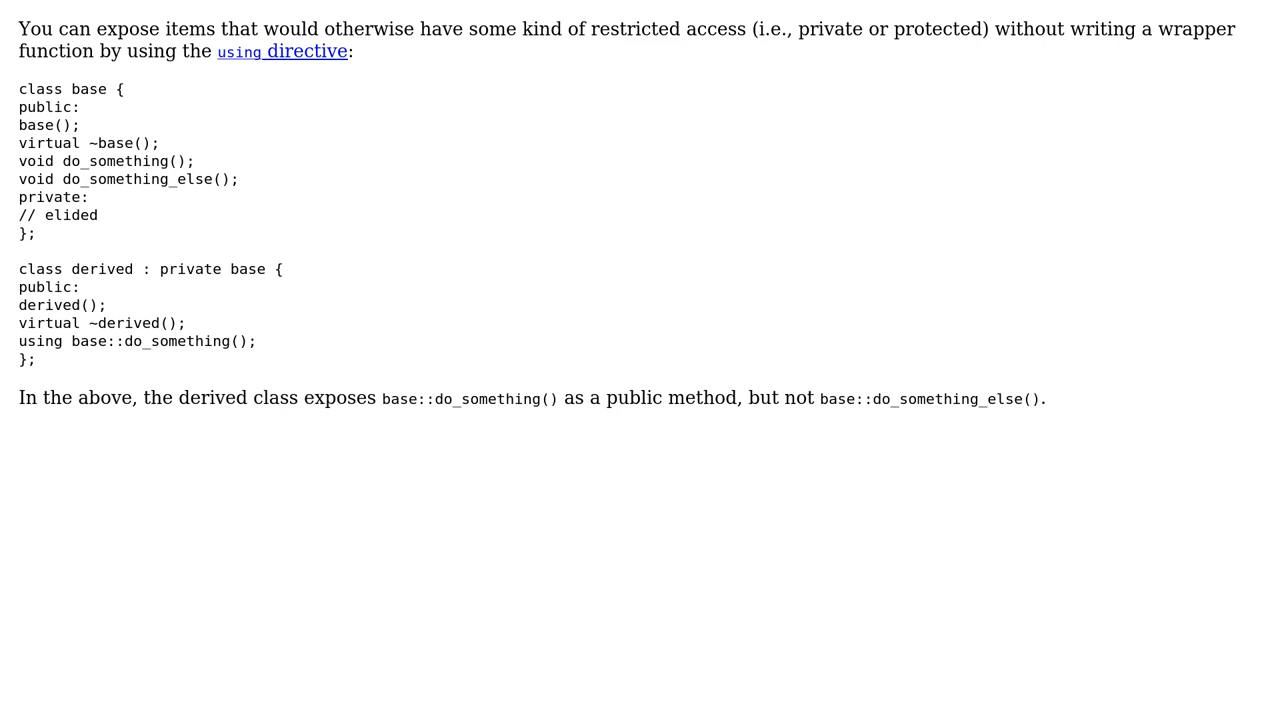 You can expose items that would otherwise have some kind of restricted access (i.e., private or protected) without writing a wrapper
function by using the using directive:
class base {
public:
base();
virtual ~base();
void do_something();
void do_something_else();
private:
// elided
};
class derived : private base {
public:
derived();
virtual ~derived();
using base::do_something();
};
In the above, the derived class exposes base::do_something() as a public method, but not base::do_something_else().